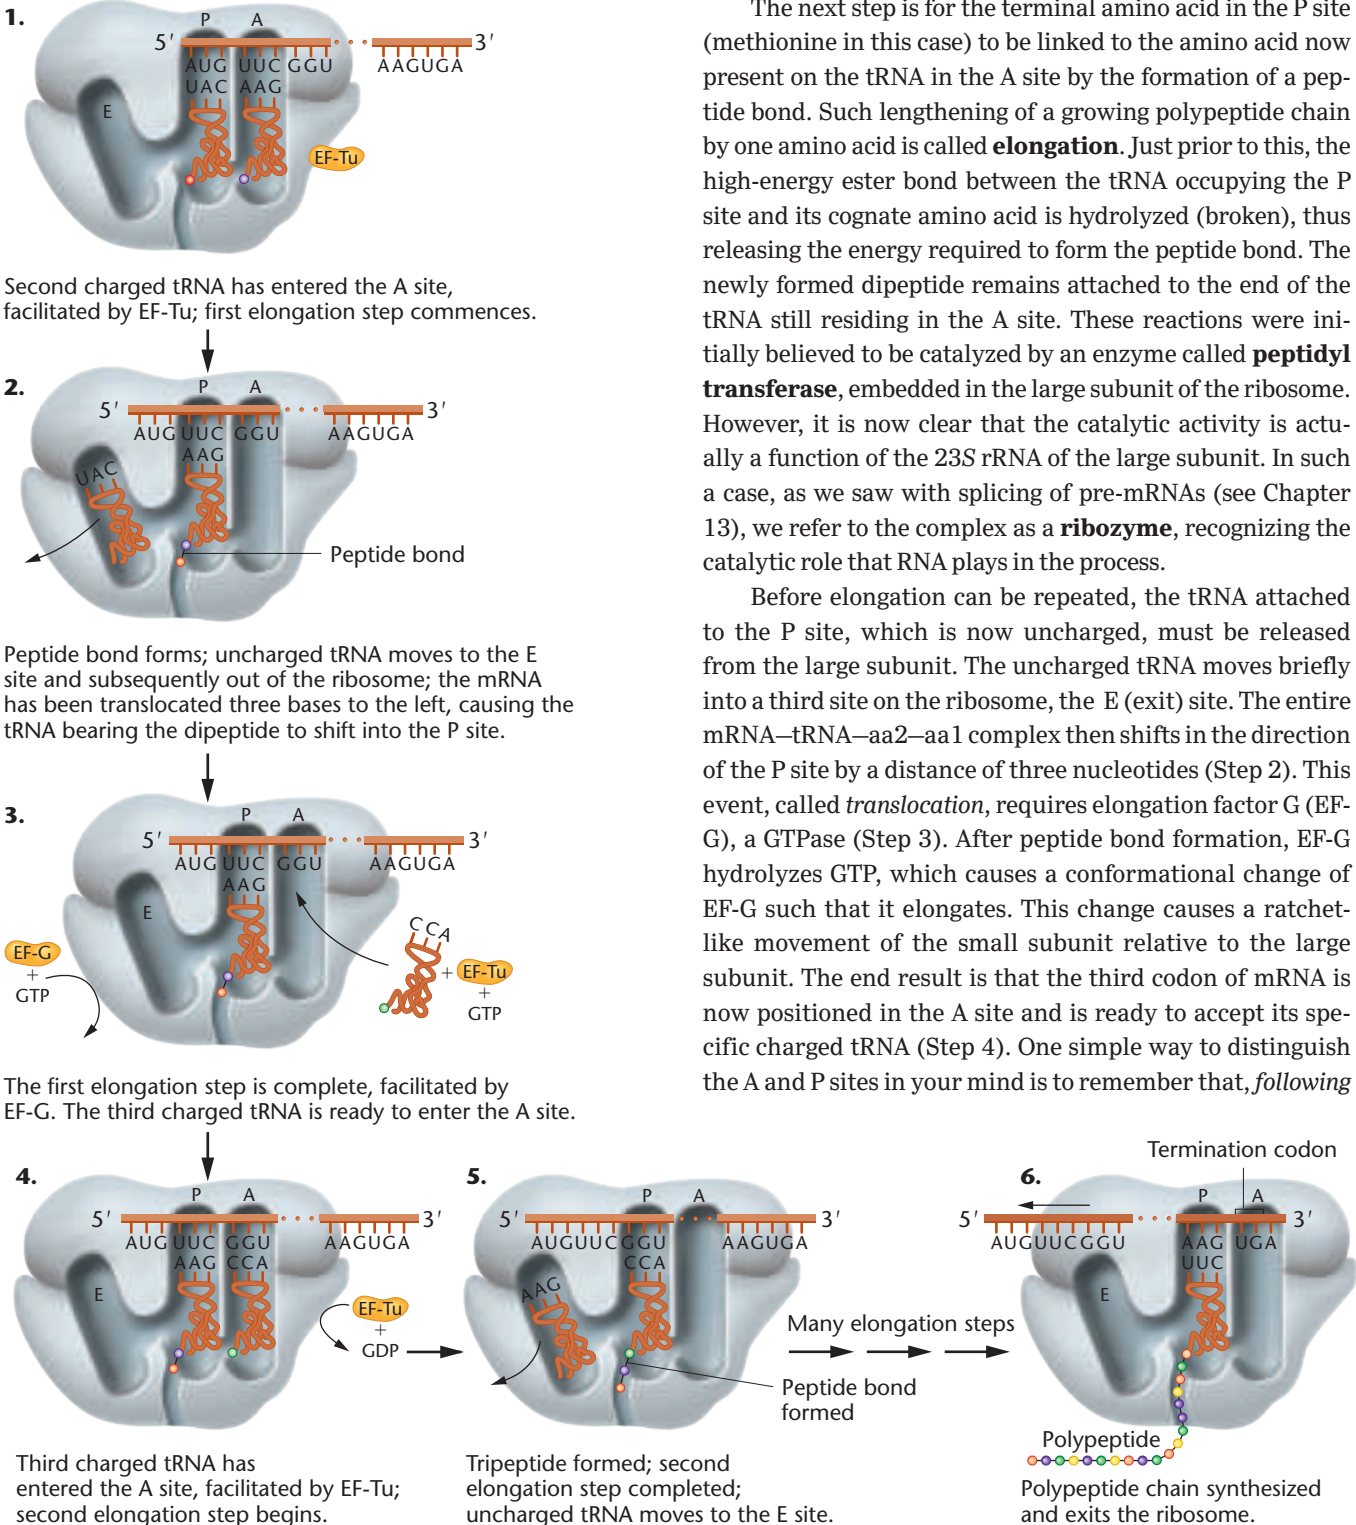 1.
P A
5′ 3′
AUG UUC GGU AAGUGA
UAC AAG
E
EF-Tu
Second charged tRNA has entered the A site,
facilitated by EF-Tu; first elongation step commences.
2.
P A
5′ 3′
AUG UUC GGU AAGUGA
AAG
UAC
Peptide bond
Peptide bond forms; uncharged tRNA moves to the E
site and subsequently out of the ribosome; the mRNA
has been translocated three bases to the left, causing the
tRNA bearing the dipeptide to shift into the P site.
3.
P A
5′ 3′
AUG UUC GGU AAGUGA
AAG
E
CCA
EF-G
+
GTP
+ EF-Tu
+
GTP
The first elongation step is complete, facilitated by
EF-G. The third charged tRNA is ready to enter the A site.
The next step is for the terminal amino acid in the P site
(methionine in this case) to be linked to the amino acid now
present on the tRNA in the A site by the formation of a pep-
tide bond. Such lengthening of a growing polypeptide chain
by one amino acid is called elongation. Just prior to this, the
high-energy ester bond between the tRNA occupying the P
site and its cognate amino acid is hydrolyzed (broken), thus
releasing the energy required to form the peptide bond. The
newly formed dipeptide remains attached to the end of the
tRNA still residing in the A site. These reactions were ini-
tially believed to be catalyzed by an enzyme called peptidyl
transferase, embedded in the large subunit of the ribosome.
However, it is now clear that the catalytic activity is actu-
ally a function of the 23S rRNA of the large subunit. In such
a case, as we saw with splicing of pre-mRNAs (see Chapter
13), we refer to the complex as a ribozyme, recognizing the
catalytic role that RNA plays in the process.
Before elongation can be repeated, the tRNA attached
to the P site, which is now uncharged, must be released
from the large subunit. The uncharged tRNA moves briefly
into a third site on the ribosome, the E (exit) site. The entire
mRNA–tRNA–aa2–aa1 complex then shifts in the direction
of the P site by a distance of three nucleotides (Step 2). This
event, called translocation, requires elongation factor G (EF-
G), a GTPase (Step 3). After peptide bond formation, EF-G
hydrolyzes GTP, which causes a conformational change of
EF-G such that it elongates. This change causes a ratchet-
like movement of the small subunit relative to the large
subunit. The end result is that the third codon of mRNA is
now positioned in the A site and is ready to accept its spe-
cific charged tRNA (Step 4). One simple way to distinguish
the A and P sites in your mind is to remember that, following
4.
P A
5′ 3′
AUG UUC GGU AAGUGA
AAG CCA
E
EF-Tu
+
GDP
Third charged tRNA has
entered the A site, facilitated by EF-Tu;
second elongation step begins.
5.
P A
5′ 3′
AUGUUCGGU AAGUGA
CCA
AAG
Peptide bond
formed
Tripeptide formed; second
elongation step completed;
uncharged tRNA moves to the E site.
Many elongation steps
6.
Termination codon
P A
5′ 3′
AUGUUCGGU AAG UGA
UUC
E
Polypeptide
Polypeptide chain synthesized
and exits the ribosome.